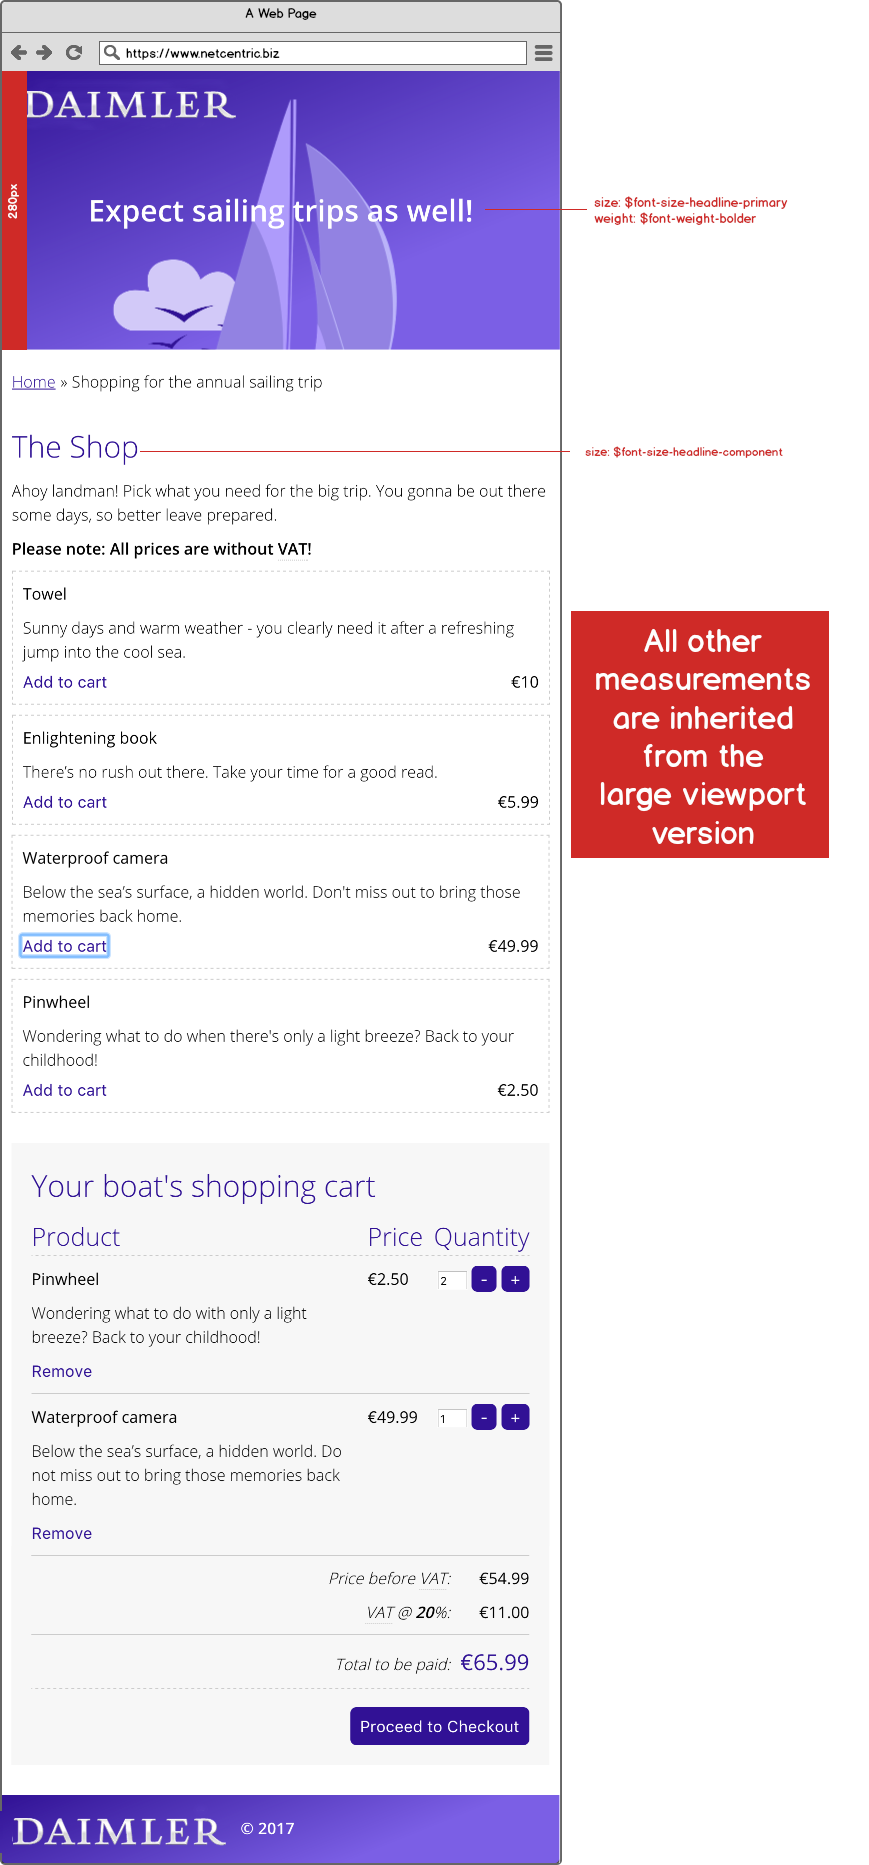 A Web Page
https://www.netcentric.biz
DAIMLER
280px
Expect sailing trips as well!
size: $font-size-headline-primary
weight: $font-weight-bolder
Home » Shopping for the annual sailing trip
The Shop
size: $font-size-headline-component
Ahoy landman! Pick what you need for the big trip. You gonna be out there
some days, so better leave prepared.
Please note: All prices are without VAT!
Towel
Sunny days and warm weather - you clearly need it after a refreshing
jump into the cool sea.
Add to cart €10
All other
measurements
are inherited
from the
large viewport
version
Enlightening book
There's no rush out there. Take your time for a good read.
Add to cart €5.99
Waterproof camera
Below the sea’s surface, a hidden world. Don't miss out to bring those
memories back home.
Add to cart €49.99
Pinwheel
Wondering what to do when there's only a light breeze? Back to your
childhood!
Add to cart €2.50
Your boat's shopping cart
Product Price Quantity
Pinwheel €2.50 2 - +
Wondering what to do with only a light
breeze? Back to your childhood!
Remove
Waterproof camera €49.99 1 - +
Below the sea’s surface, a hidden world. Do
not miss out to bring those memories back
home.
Remove
Price before VAT: €54.99
VAT @ 20%: €11.00
Total to be paid: €65.99
Proceed to Checkout
DAIMLER © 2017